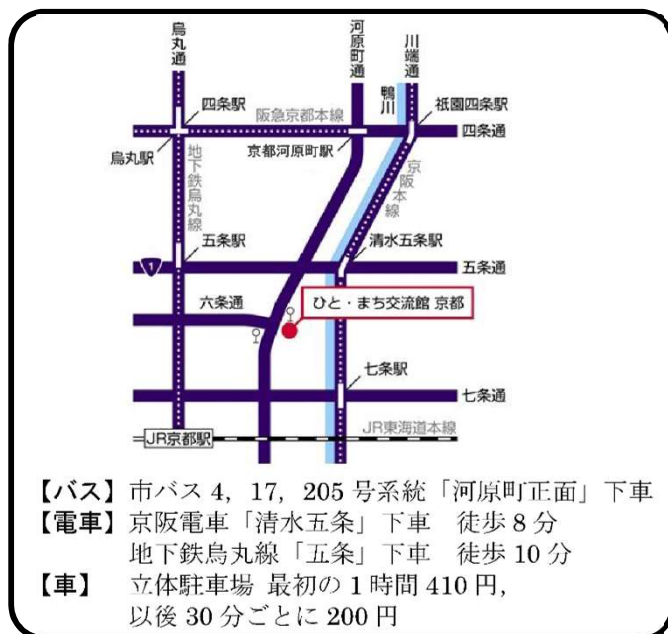 烏丸通
河原町通
川端通
鴨川
四条駅
阪急京都本線
祇園四条駅
四条通
烏丸駅
京都河原町駅
地下鉄烏丸線
京阪本線
五条駅
清水五条駅
1
五条通
六条通
ひと・まち交流館 京都
七条駅
七条通
JR京都駅
JR東海道本線
【バス】市バス 4, 17, 205 号系統「河原町正面」下車
【電車】京阪電車「清水五条」下車 徒歩 8 分
地下鉄烏丸線「五条」下車 徒歩 10 分
【車】 立体駐車場 最初の 1 時間 410 円,
以後 30 分ごとに 200 円